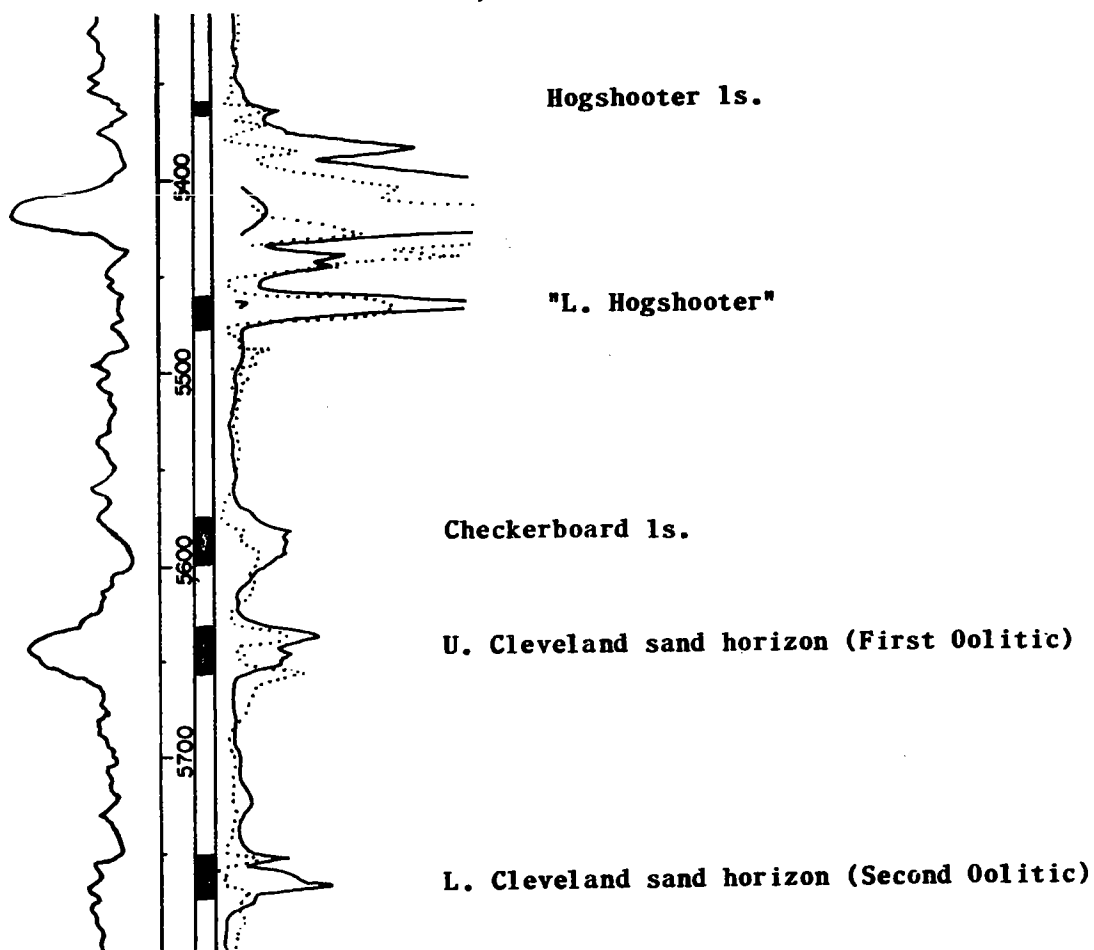 Hogshooter ls.
5400
"L. Hogshooter"
5500
Checkerboard ls.
5600
U. Cleveland sand horizon (First Oolitic)
5700
L. Cleveland sand horizon (Second Oolitic)